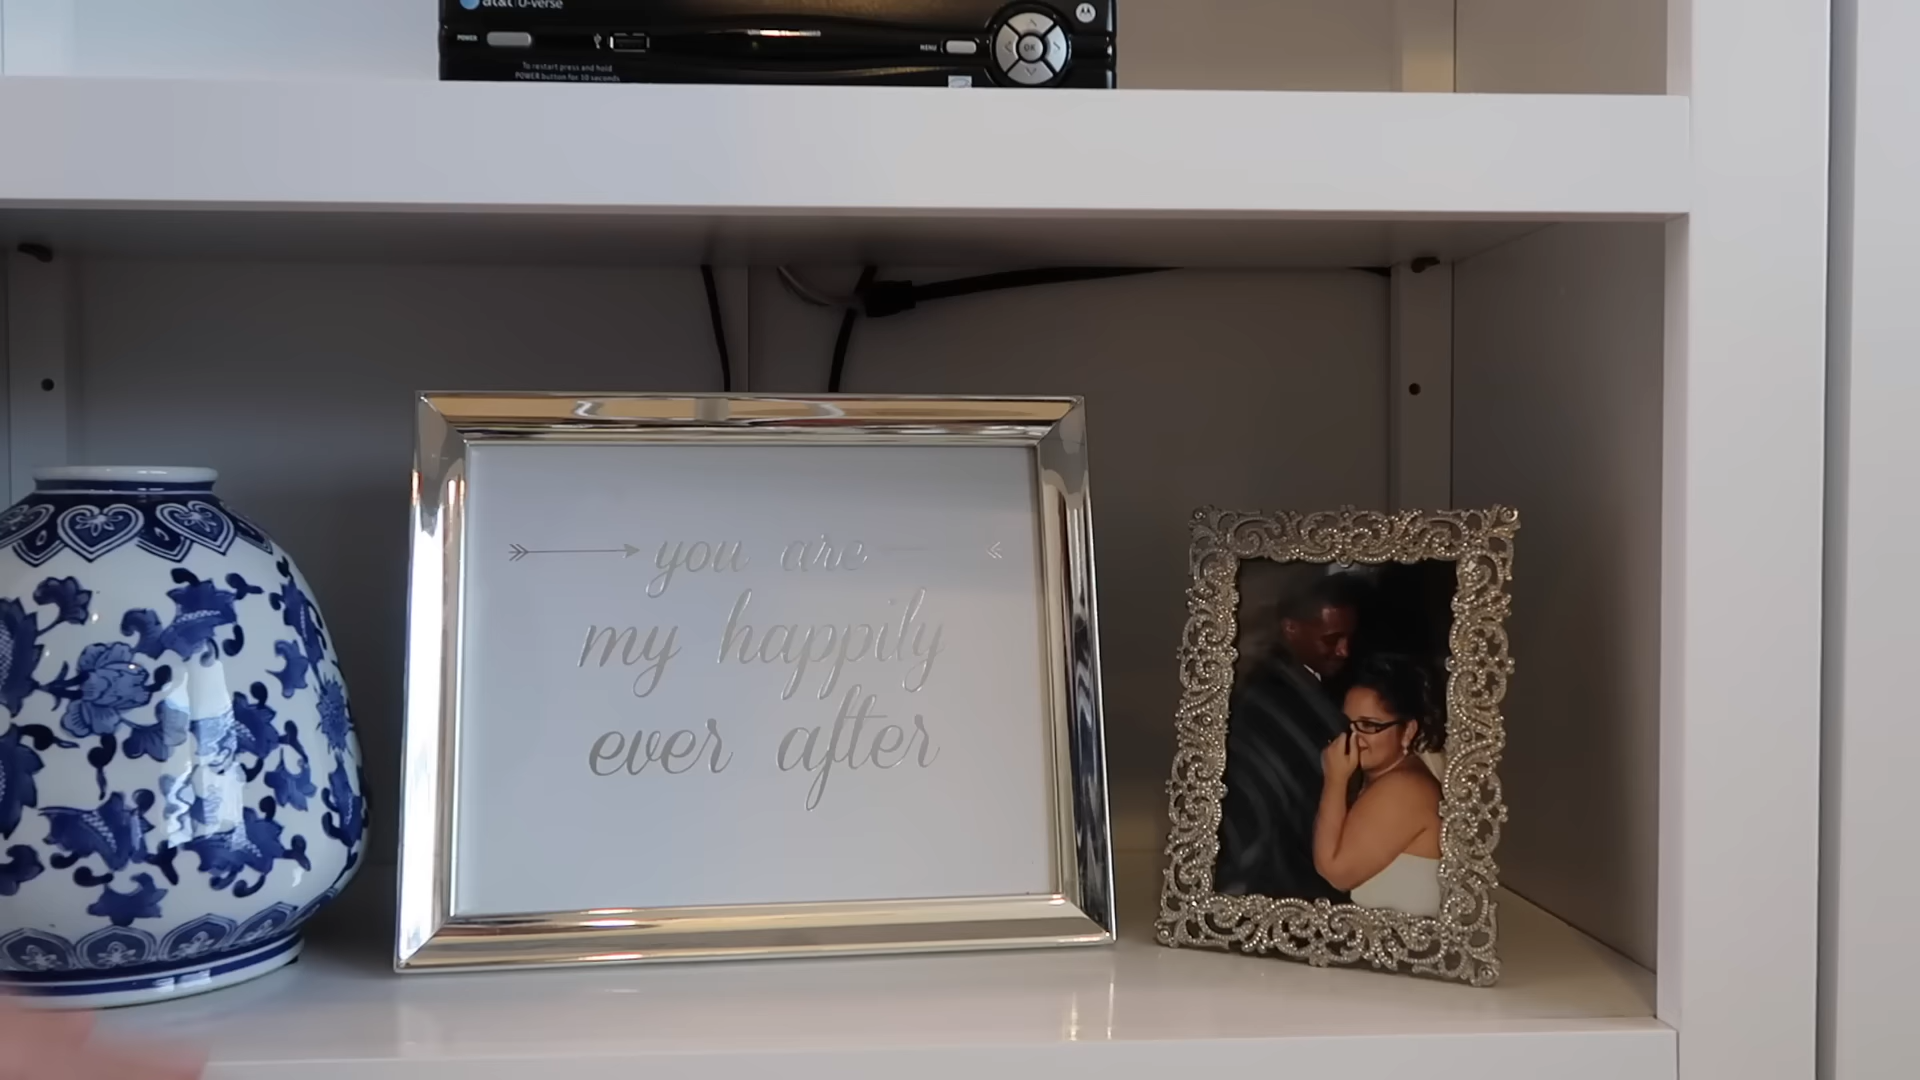 at&t U-verse
POWER
MENU
OK
To restart press and hold
POWER button for 10 seconds
you are
my happily
ever after